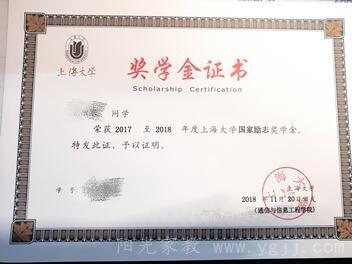 上海大学
奖学金证书
Scholarship Certification
同学
荣获 2017 至 2018 年度上海大学国家励志奖学金。
特发此证，予以证明。
学号：
上海大学
2018 年 11 月 20 日
(通信与信息工程学院)
阳光家教 www.ygjj.com